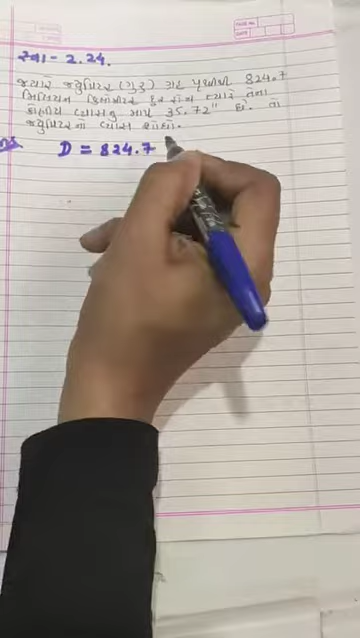 સ્વા - 2.24.
જ્યારે જ્યુપિટર (ગુરુ) ગ્રહ પૃથ્વીથી 824.7
મિલિયન કિલોમીટર દૂર હોય ત્યારે તેના
કોણીય વ્યાસનું માપ 35.72" છે. તો
જ્યુપિટરનો વ્યાસ શોધો.
D = 824.7